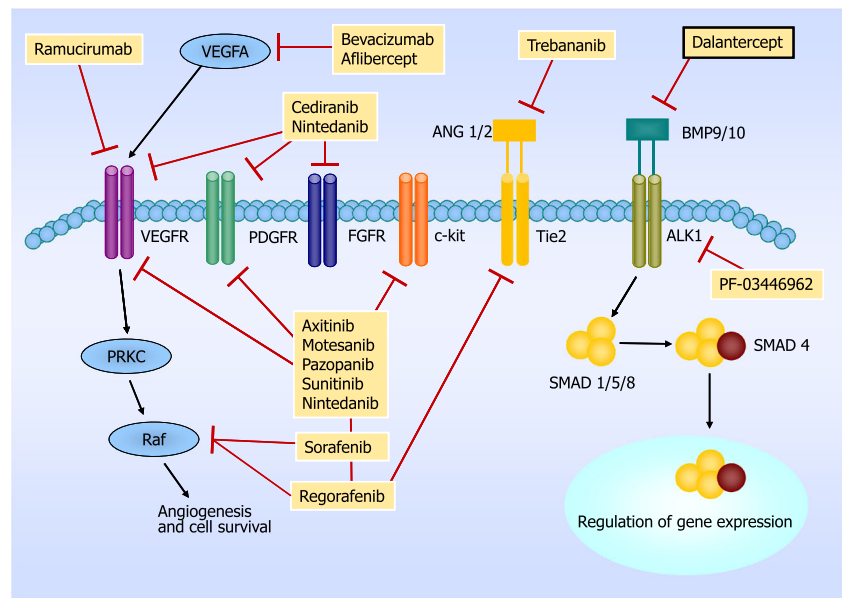 Ramucirumab
VEGFA
Bevacizumab
Aflibercept
Trebananib
Dalantercept
Cediranib
Nintedanib
ANG 1/2
BMP9/10
VEGFR
PDGFR
FGFR
c-kit
Tie2
ALK1
PF-03446962
PRKC
Axitinib
Motesanib
Pazopanib
Sunitinib
Nintedanib
SMAD 4
SMAD 1/5/8
Raf
Sorafenib
Regorafenib
Angiogenesis
and cell survival
Regulation of gene expression